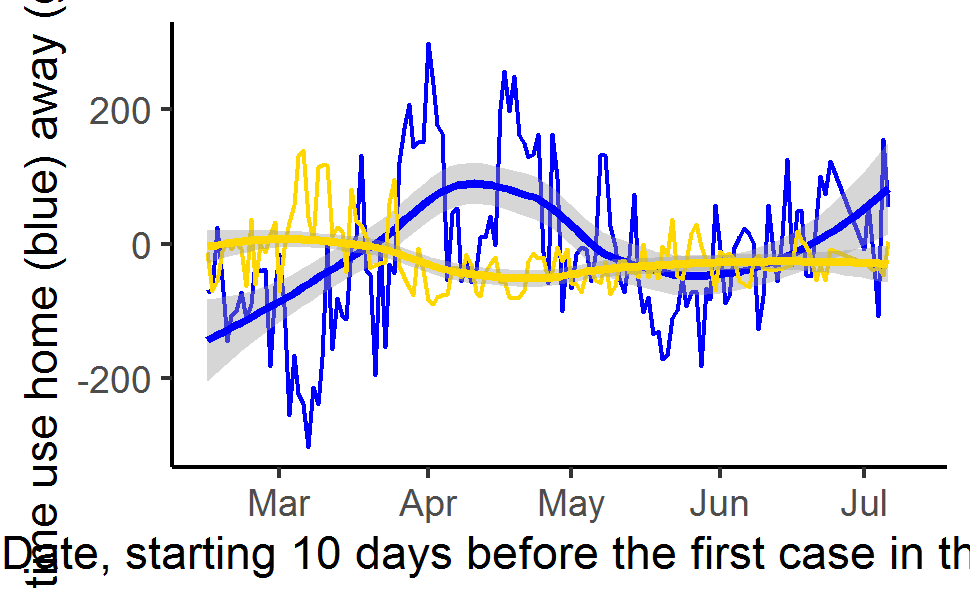 time use home (blue) away (
200
0
-200
Mar Apr May Jun Jul
Date, starting 10 days before the first case in th